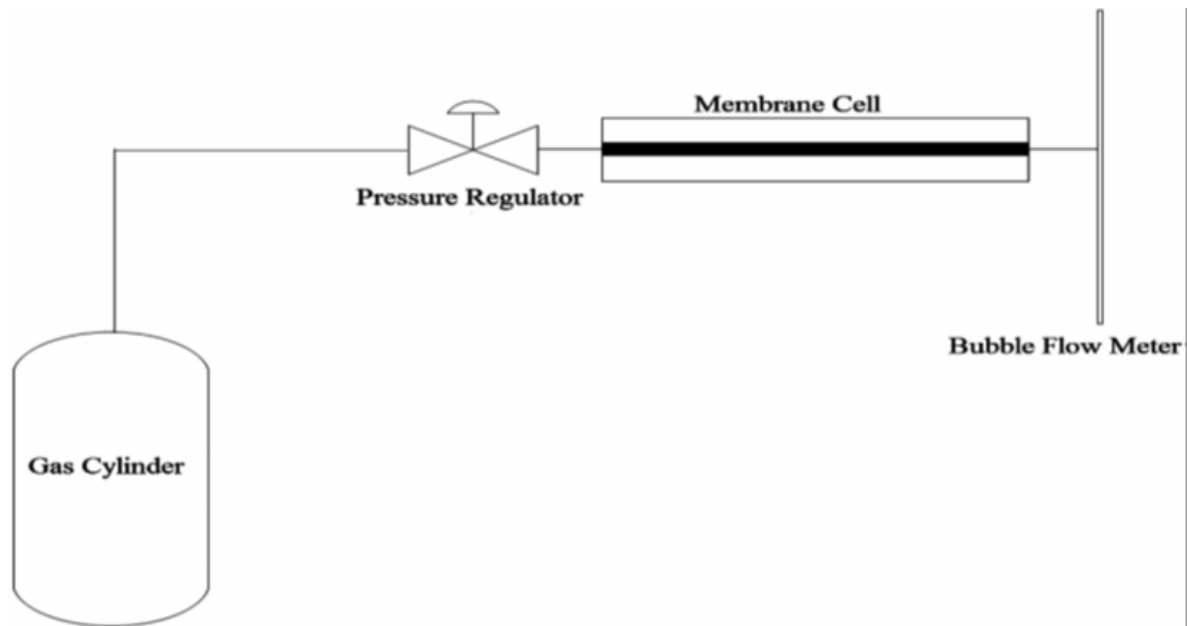 Membrane Cell
Pressure Regulator
Bubble Flow Meter
Gas Cylinder